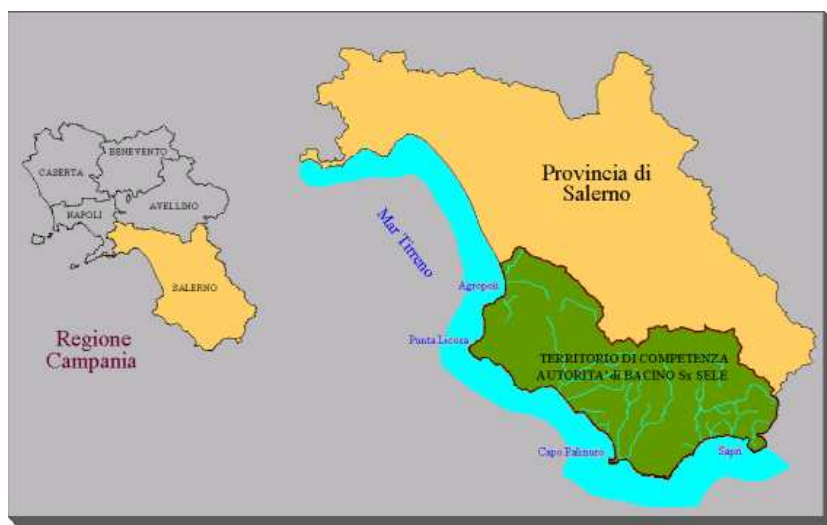 BENEVENTO
CASERTA
NAPOLI
AVELLINO
SALERNO
Regione
Campania
Provincia di
Salerno
Mar Tirreno
Agropoli
Punta Licosa
TERRITORIO DI COMPETENZA
AUTORITA' di BACINO Sx SELE
Capo Palinuro
Sapri